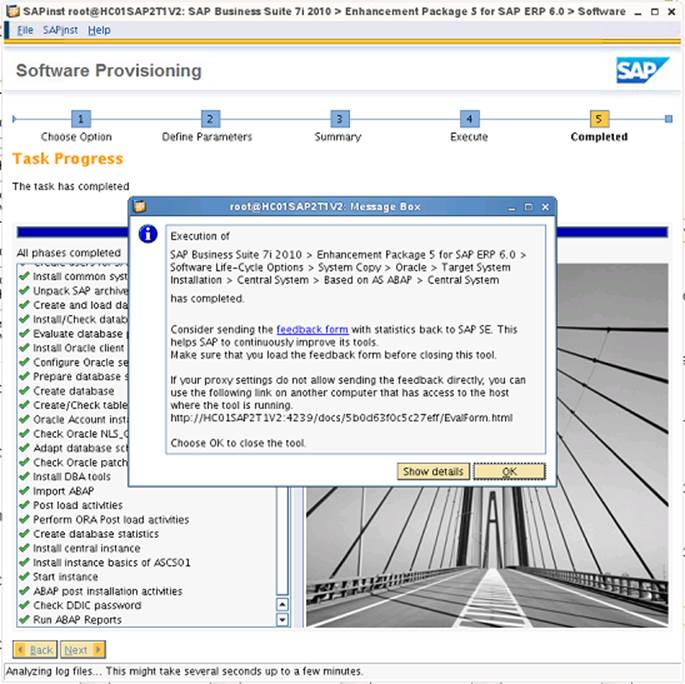 SAPinst root@HC01SAP2T1V2: SAP Business Suite 7i 2010 > Enhancement Package 5 for SAP ERP 6.0 > Software
File SAPinst Help
Software Provisioning
SAP
1 2 3 4 5
Choose Option Define Parameters Summary Execute Completed
Task Progress
The task has completed
All phases completed
Install common syst
Unpack SAP archive
Create and load da
Install/Check datab
Evaluate database p
Install Oracle client
Configure Oracle se
Prepare database s
Create database
Create/Check table
Oracle Account inst
Check Oracle NLS_C
Adapt database sch
Check Oracle patch
Install DBA tools
Import ABAP
Post load activities
Perform ORA Post load activities
Create database statistics
Install central instance
Install instance basics of ASCS01
Start instance
ABAP post installation activities
Check DDIC password
Run ABAP Reports
root@HC01SAP2T1V2: Message Box
Execution of
SAP Business Suite 7i 2010 > Enhancement Package 5 for SAP ERP 6.0 >
Software Life-Cycle Options > System Copy > Oracle > Target System
Installation > Central System > Based on AS ABAP > Central System
has completed.
Consider sending the feedback form with statistics back to SAP SE. This
helps SAP to continuously improve its tools.
Make sure that you load the feedback form before closing this tool.
If your proxy settings do not allow sending the feedback directly, you can
use the following link on another computer that has access to the host
where the tool is running.
http://HC01SAP2T1V2:4239/docs/5b0d63f0c5c27eff/EvalForm.html
Choose OK to close the tool.
Show details OK
Back Next
Analyzing log files... This might take several seconds up to a few minutes.